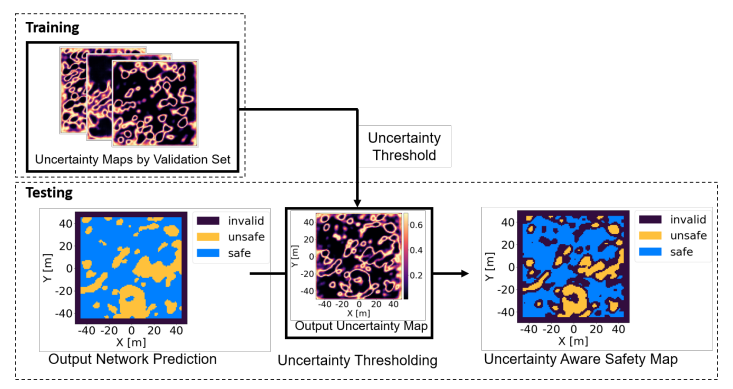 Training
Uncertainty Maps by Validation Set
Uncertainty
Threshold
Testing
40
20
0
-20
-40
Y [m]
-40 -20 0 20 40
X [m]
invalid
unsafe
safe
Output Network Prediction
40
20
0
-20
-40
Y [m]
-40 -20 0 20 40
X [m]
0.6
0.4
0.2
Output Uncertainty Map
Uncertainty Thresholding
40
20
0
-20
-40
Y [m]
-40 -20 0 20 40
X [m]
invalid
unsafe
safe
Uncertainty Aware Safety Map